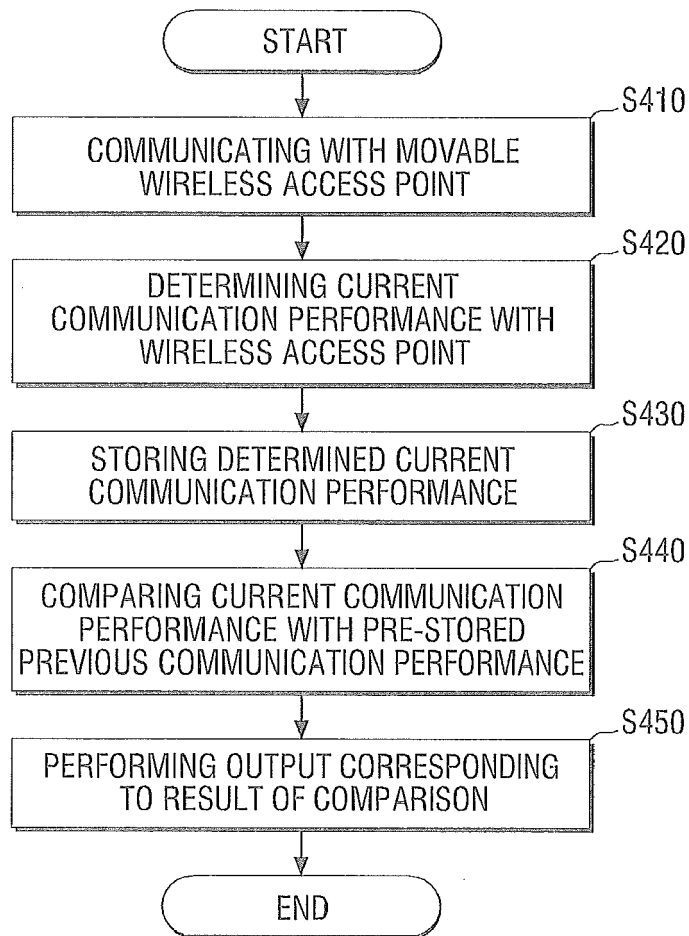 START
S410
COMMUNICATING WITH MOVABLE
WIRELESS ACCESS POINT
S420
DETERMINING CURRENT
COMMUNICATION PERFORMANCE WITH
WIRELESS ACCESS POINT
S430
STORING DETERMINED CURRENT
COMMUNICATION PERFORMANCE
S440
COMPARING CURRENT COMMUNICATION
PERFORMANCE WITH PRE-STORED
PREVIOUS COMMUNICATION PERFORMANCE
S450
PERFORMING OUTPUT CORRESPONDING
TO RESULT OF COMPARISON
END